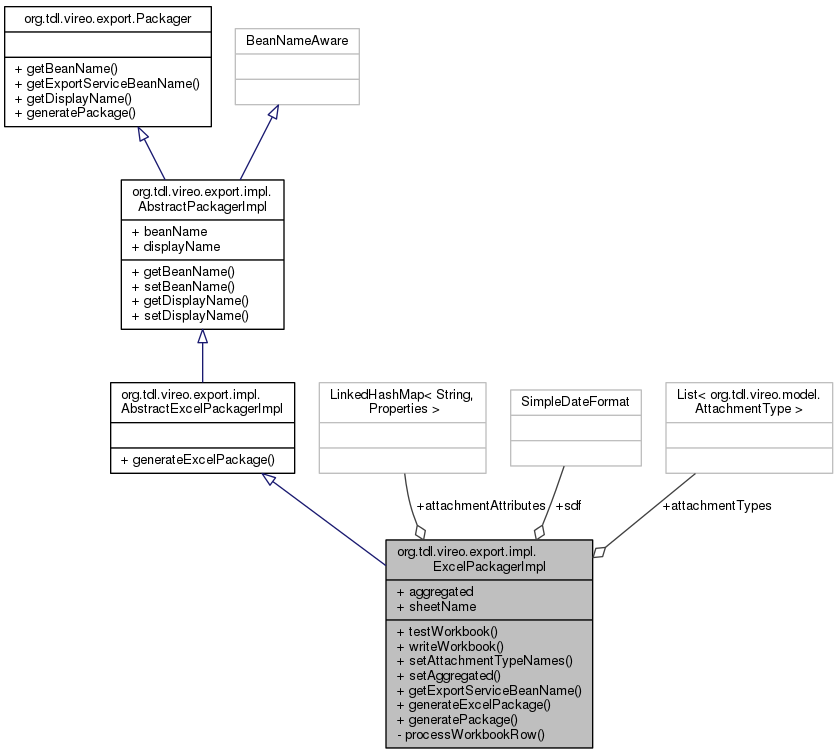 org.tdl.vireo.export.Packager
+ getBeanName()
+ getExportServiceBeanName()
+ getDisplayName()
+ generatePackage()
BeanNameAware
org.tdl.vireo.export.impl.
AbstractPackagerImpl
+ beanName
+ displayName
+ getBeanName()
+ setBeanName()
+ getDisplayName()
+ setDisplayName()
org.tdl.vireo.export.impl.
AbstractExcelPackagerImpl
+ generateExcelPackage()
LinkedHashMap< String,
Properties >
SimpleDateFormat
List< org.tdl.vireo.model.
AttachmentType >
+attachmentAttributes
+sdf
+attachmentTypes
org.tdl.vireo.export.impl.
ExcelPackagerImpl
+ aggregated
+ sheetName
+ testWorkbook()
+ writeWorkbook()
+ setAttachmentTypeNames()
+ setAggregated()
+ getExportServiceBeanName()
+ generateExcelPackage()
+ generatePackage()
- processWorkbookRow()